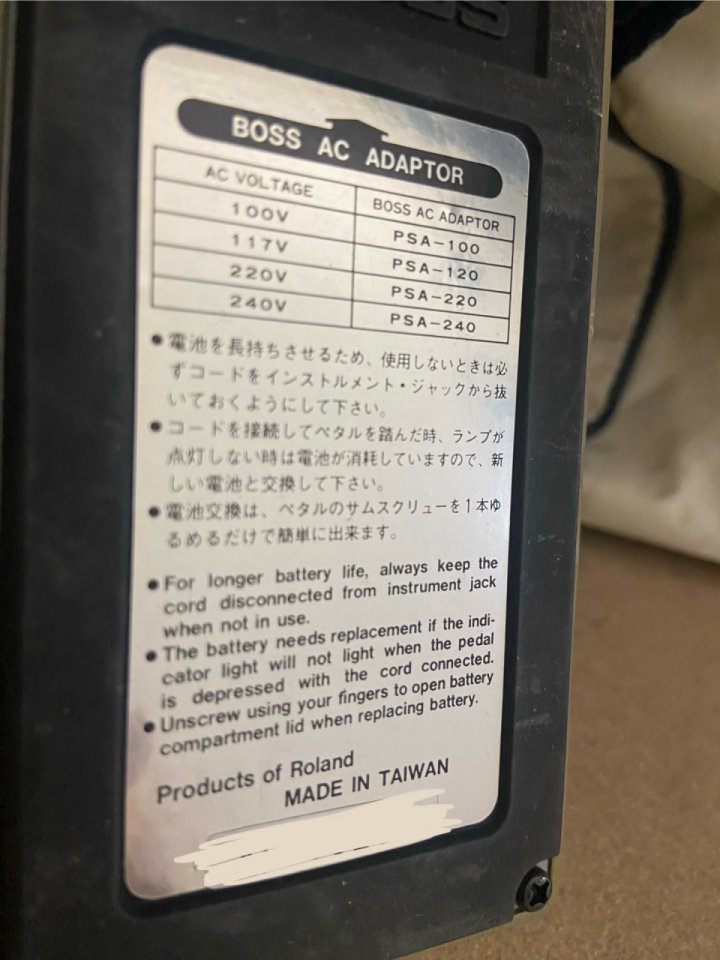 BOSS AC ADAPTOR
AC VOLTAGE BOSS AC ADAPTOR
100V PSA-100
117V PSA-120
220V PSA-220
240V PSA-240
●電池を長持ちさせるため、使用しないときは必
ずコードをインストルメント・ジャックから抜
いておくようにして下さい。
●コードを接続してペタルを踏んだ時、ランプが
点灯しない時は電池が消耗していますので、新
しい電池と交換して下さい。
●電池交換は、ペタルのサムスクリューを1本ゆ
るめるだけで簡単に出来ます。
●For longer battery life, always keep the
cord disconnected from instrument jack
when not in use.
●The battery needs replacement if the indi-
cator light will not light when the pedal
is depressed with the cord connected.
●Unscrew using your fingers to open battery
compartment lid when replacing battery.
Products of Roland
MADE IN TAIWAN